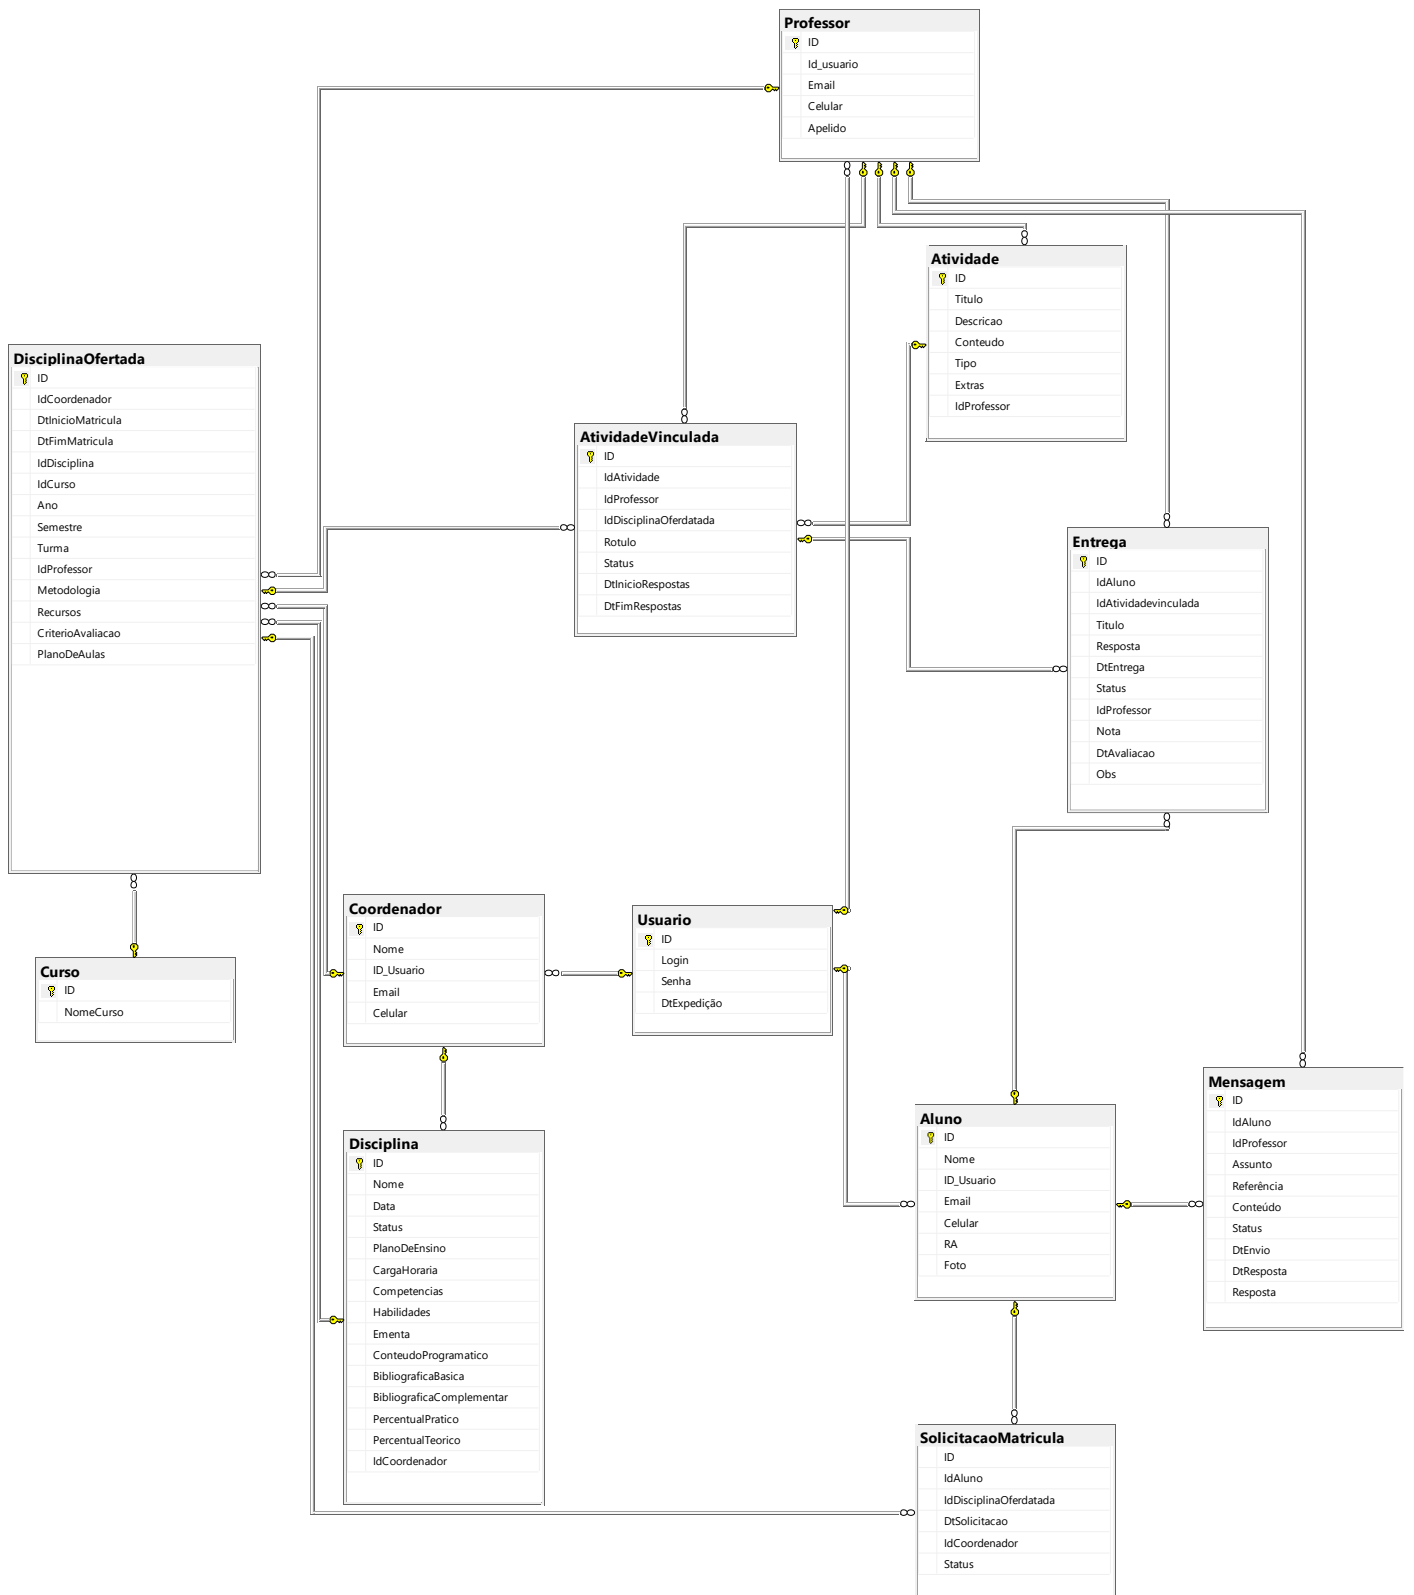 Professor
ID
Id_usuario
Email
Celular
Apelido
Atividade
ID
Titulo
Descricao
Conteudo
Tipo
Extras
IdProfessor
DisciplinaOfertada
ID
IdCoordenador
DtInicioMatricula
DtFimMatricula
IdDisciplina
IdCurso
Ano
Semestre
Turma
IdProfessor
Metodologia
Recursos
CriterioAvaliacao
PlanoDeAulas
AtividadeVinculada
ID
IdAtividade
IdProfessor
IdDisciplinaOferdatada
Rotulo
Status
DtInicioRespostas
DtFimRespostas
Entrega
ID
IdAluno
IdAtividadevinculada
Titulo
Resposta
DtEntrega
Status
IdProfessor
Nota
DtAvaliacao
Obs
Coordenador
ID
Nome
ID_Usuario
Email
Celular
Usuario
ID
Login
Senha
DtExpedição
Curso
ID
NomeCurso
Mensagem
ID
IdAluno
IdProfessor
Assunto
Referência
Conteúdo
Status
DtEnvio
DtResposta
Resposta
Aluno
ID
Nome
ID_Usuario
Email
Celular
RA
Foto
Disciplina
ID
Nome
Data
Status
PlanoDeEnsino
CargaHoraria
Competencias
Habilidades
Ementa
ConteudoProgramatico
BibliograficaBasica
BibliograficaComplementar
PercentualPratico
PercentualTeorico
IdCoordenador
SolicitacaoMatricula
ID
IdAluno
IdDisciplinaOferdatada
DtSolicitacao
IdCoordenador
Status